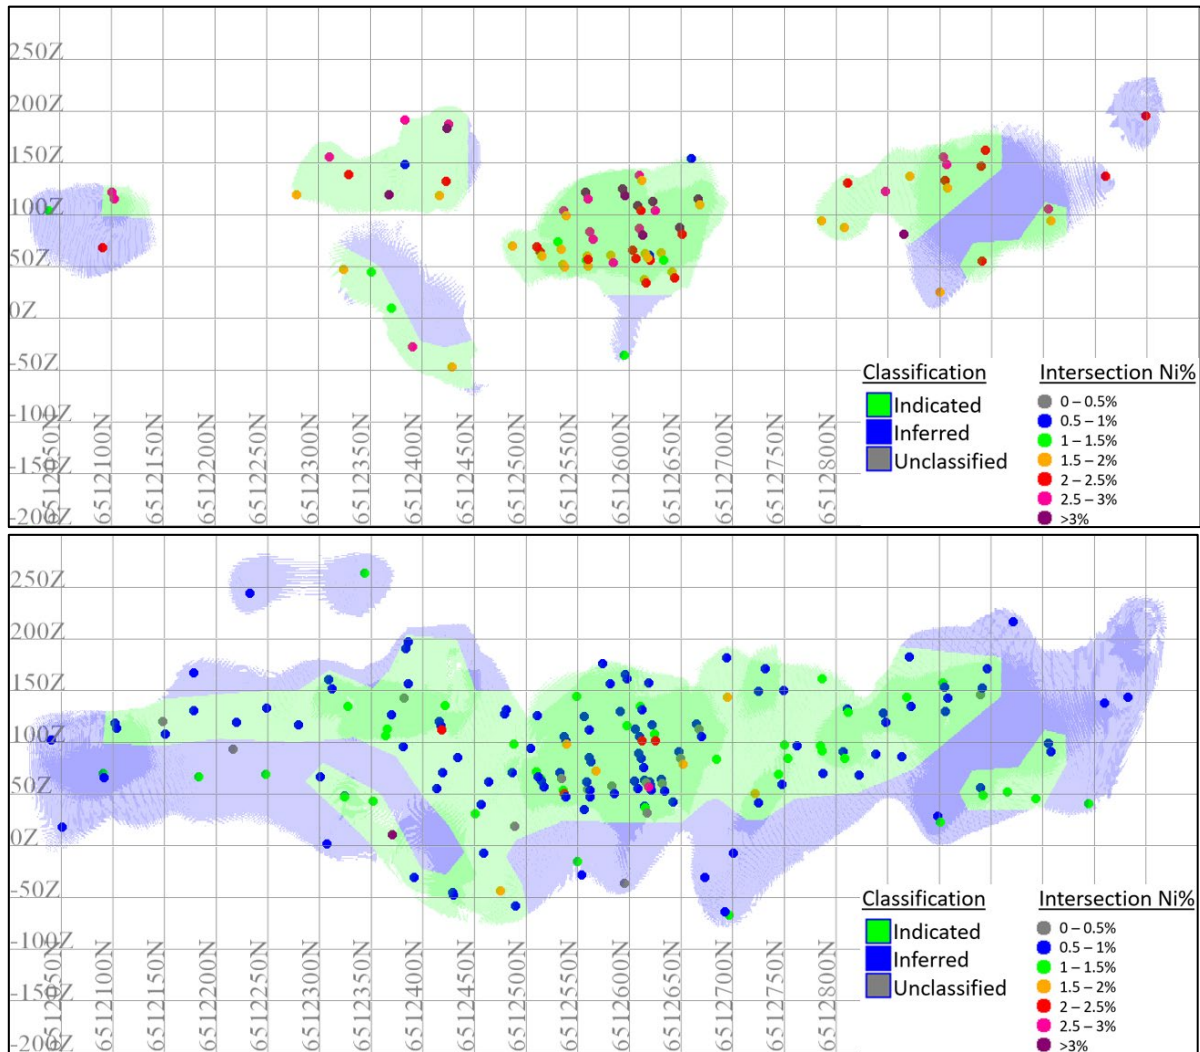 250Z
200Z
150Z
100Z
50Z
0Z
-50Z
-100Z
-150Z
-200Z
6512050N
6512100N
6512150N
6512200N
6512250N
6512300N
6512350N
6512400N
6512450N
6512500N
6512550N
6512600N
6512650N
6512700N
6512750N
6512800N
Classification
Indicated
Inferred
Unclassified
Intersection Ni%
0 – 0.5%
0.5 – 1%
1 – 1.5%
1.5 – 2%
2 – 2.5%
2.5 – 3%
>3%
250Z
200Z
150Z
100Z
50Z
0Z
-50Z
-100Z
-150Z
-200Z
6512050N
6512100N
6512150N
6512200N
6512250N
6512300N
6512350N
6512400N
6512450N
6512500N
6512550N
6512600N
6512650N
6512700N
6512750N
6512800N
Classification
Indicated
Inferred
Unclassified
Intersection Ni%
0 – 0.5%
0.5 – 1%
1 – 1.5%
1.5 – 2%
2 – 2.5%
2.5 – 3%
>3%